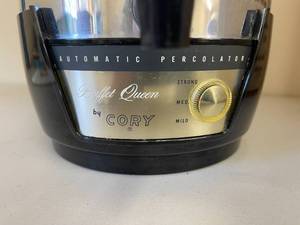 AUTOMATIC PERCOLATOR
Buffet Queen
by CORY
®
STRONG
MED
MILD